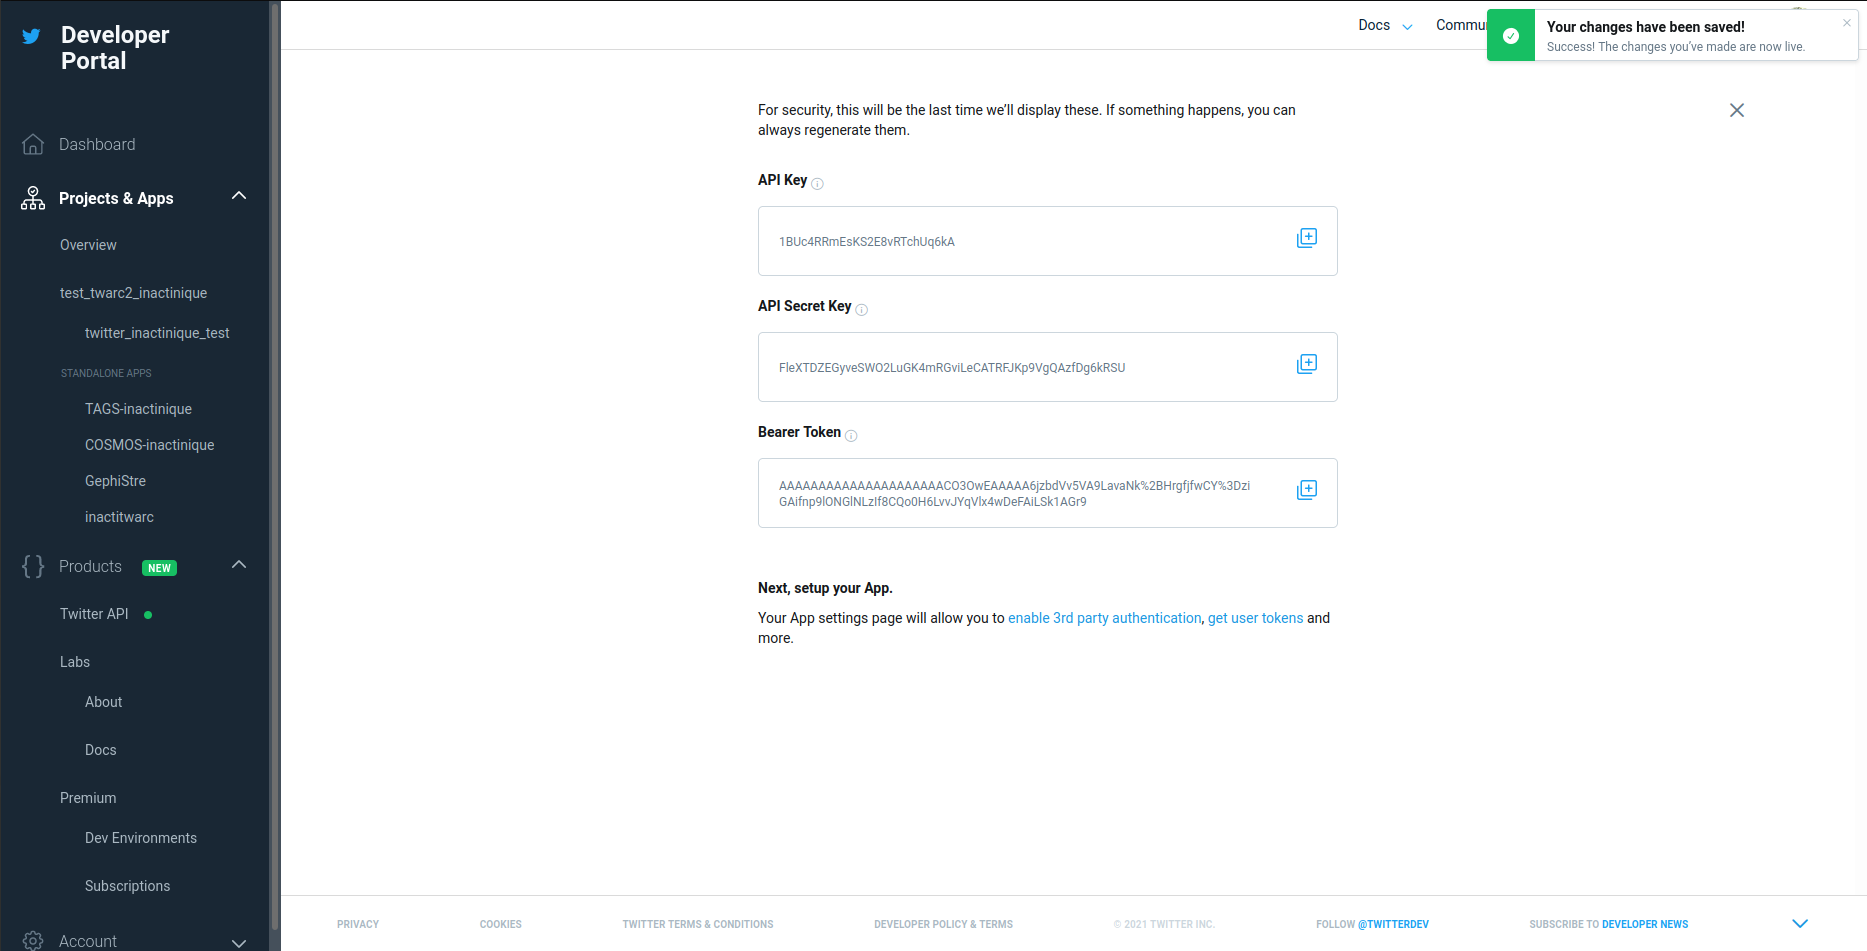 Developer
Portal
Dashboard
Projects & Apps
Overview
test_twarc2_inactinique
twitter_inactinique_test
STANDALONE APPS
TAGS-inactinique
COSMOS-inactinique
GephiStre
inactitwarc
Products NEW
Twitter API
Labs
About
Docs
Premium
Dev Environments
Subscriptions
Account
Docs
Commu
Your changes have been saved!
Success! The changes you've made are now live.
For security, this will be the last time we'll display these. If something happens, you can
always regenerate them.
API Key
1BUc4RRmEsKS2E8vRTchUq6kA
API Secret Key
FleXTDZEGyveSWO2LuGK4mRGviLeCATRFJKp9VgQAzfDg6kRSU
Bearer Token
AAAAAAAAAAAAAAAAAAAAACO3OwEAAAAA6jzbdVv5VA9LavaNk%2BHrgfjfwCY%3Dzi
GAifnp9lONGlNLzIf8CQo0H6LvvJYqVlx4wDeFAiLSk1AGr9
Next, setup your App.
Your App settings page will allow you to enable 3rd party authentication, get user tokens and
more.
PRIVACY
COOKIES
TWITTER TERMS & CONDITIONS
DEVELOPER POLICY & TERMS
© 2021 TWITTER INC.
FOLLOW @TWITTERDEV
SUBSCRIBE TO DEVELOPER NEWS